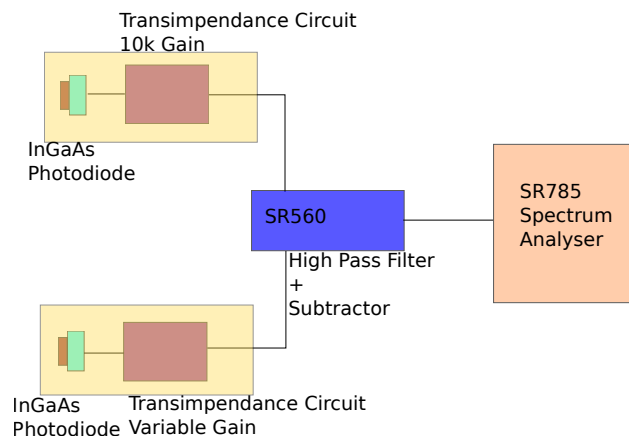 Transimpendance Circuit
10k Gain
InGaAs
Photodiode
SR560
High Pass Filter
+
Subtractor
SR785
Spectrum
Analyser
InGaAs
Photodiode
Transimpendance Circuit
Variable Gain